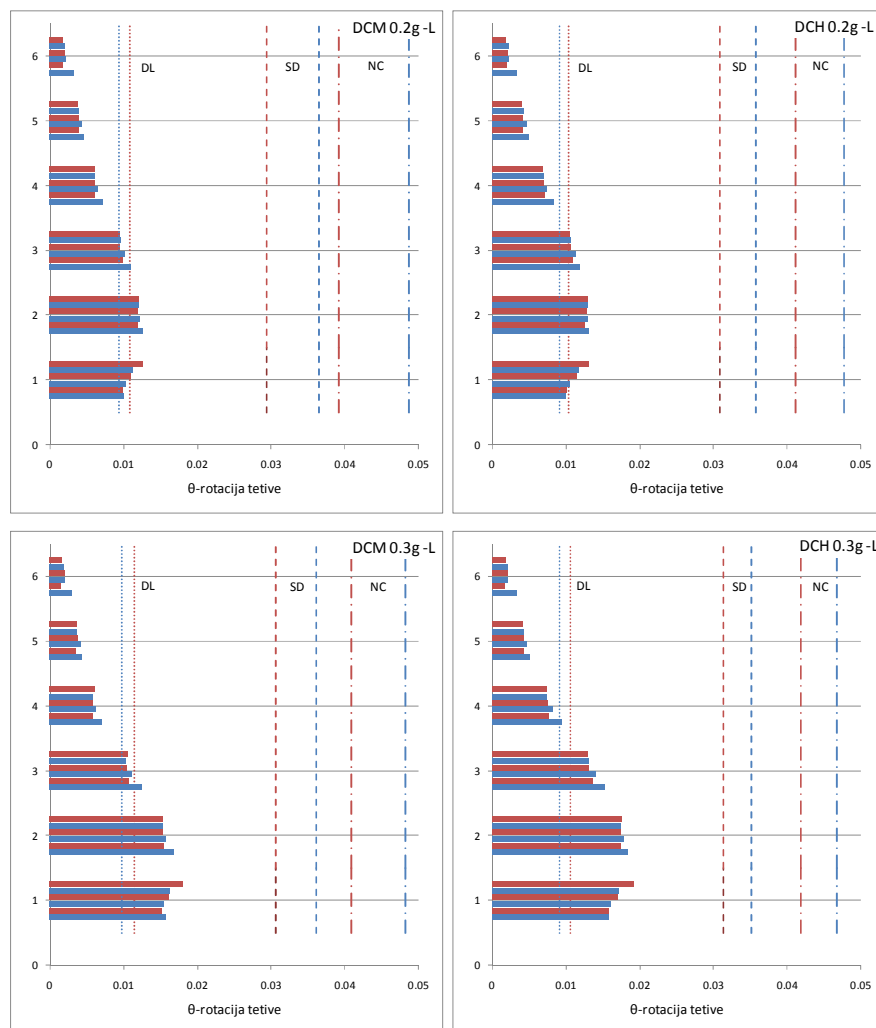 DCM 0.2g -L
6
5
4
3
2
1
0
DL
SD
NC
0 0.01 0.02 0.03 0.04 0.05
θ-rotacija tetive
DCH 0.2g -L
6
5
4
3
2
1
0
DL
SD
NC
0 0.01 0.02 0.03 0.04 0.05
θ-rotacija tetive
DCM 0.3g -L
6
5
4
3
2
1
0
DL
SD
NC
0 0.01 0.02 0.03 0.04 0.05
θ-rotacija tetive
DCH 0.3g -L
6
5
4
3
2
1
0
DL
SD
NC
0 0.01 0.02 0.03 0.04 0.05
θ-rotacija tetive